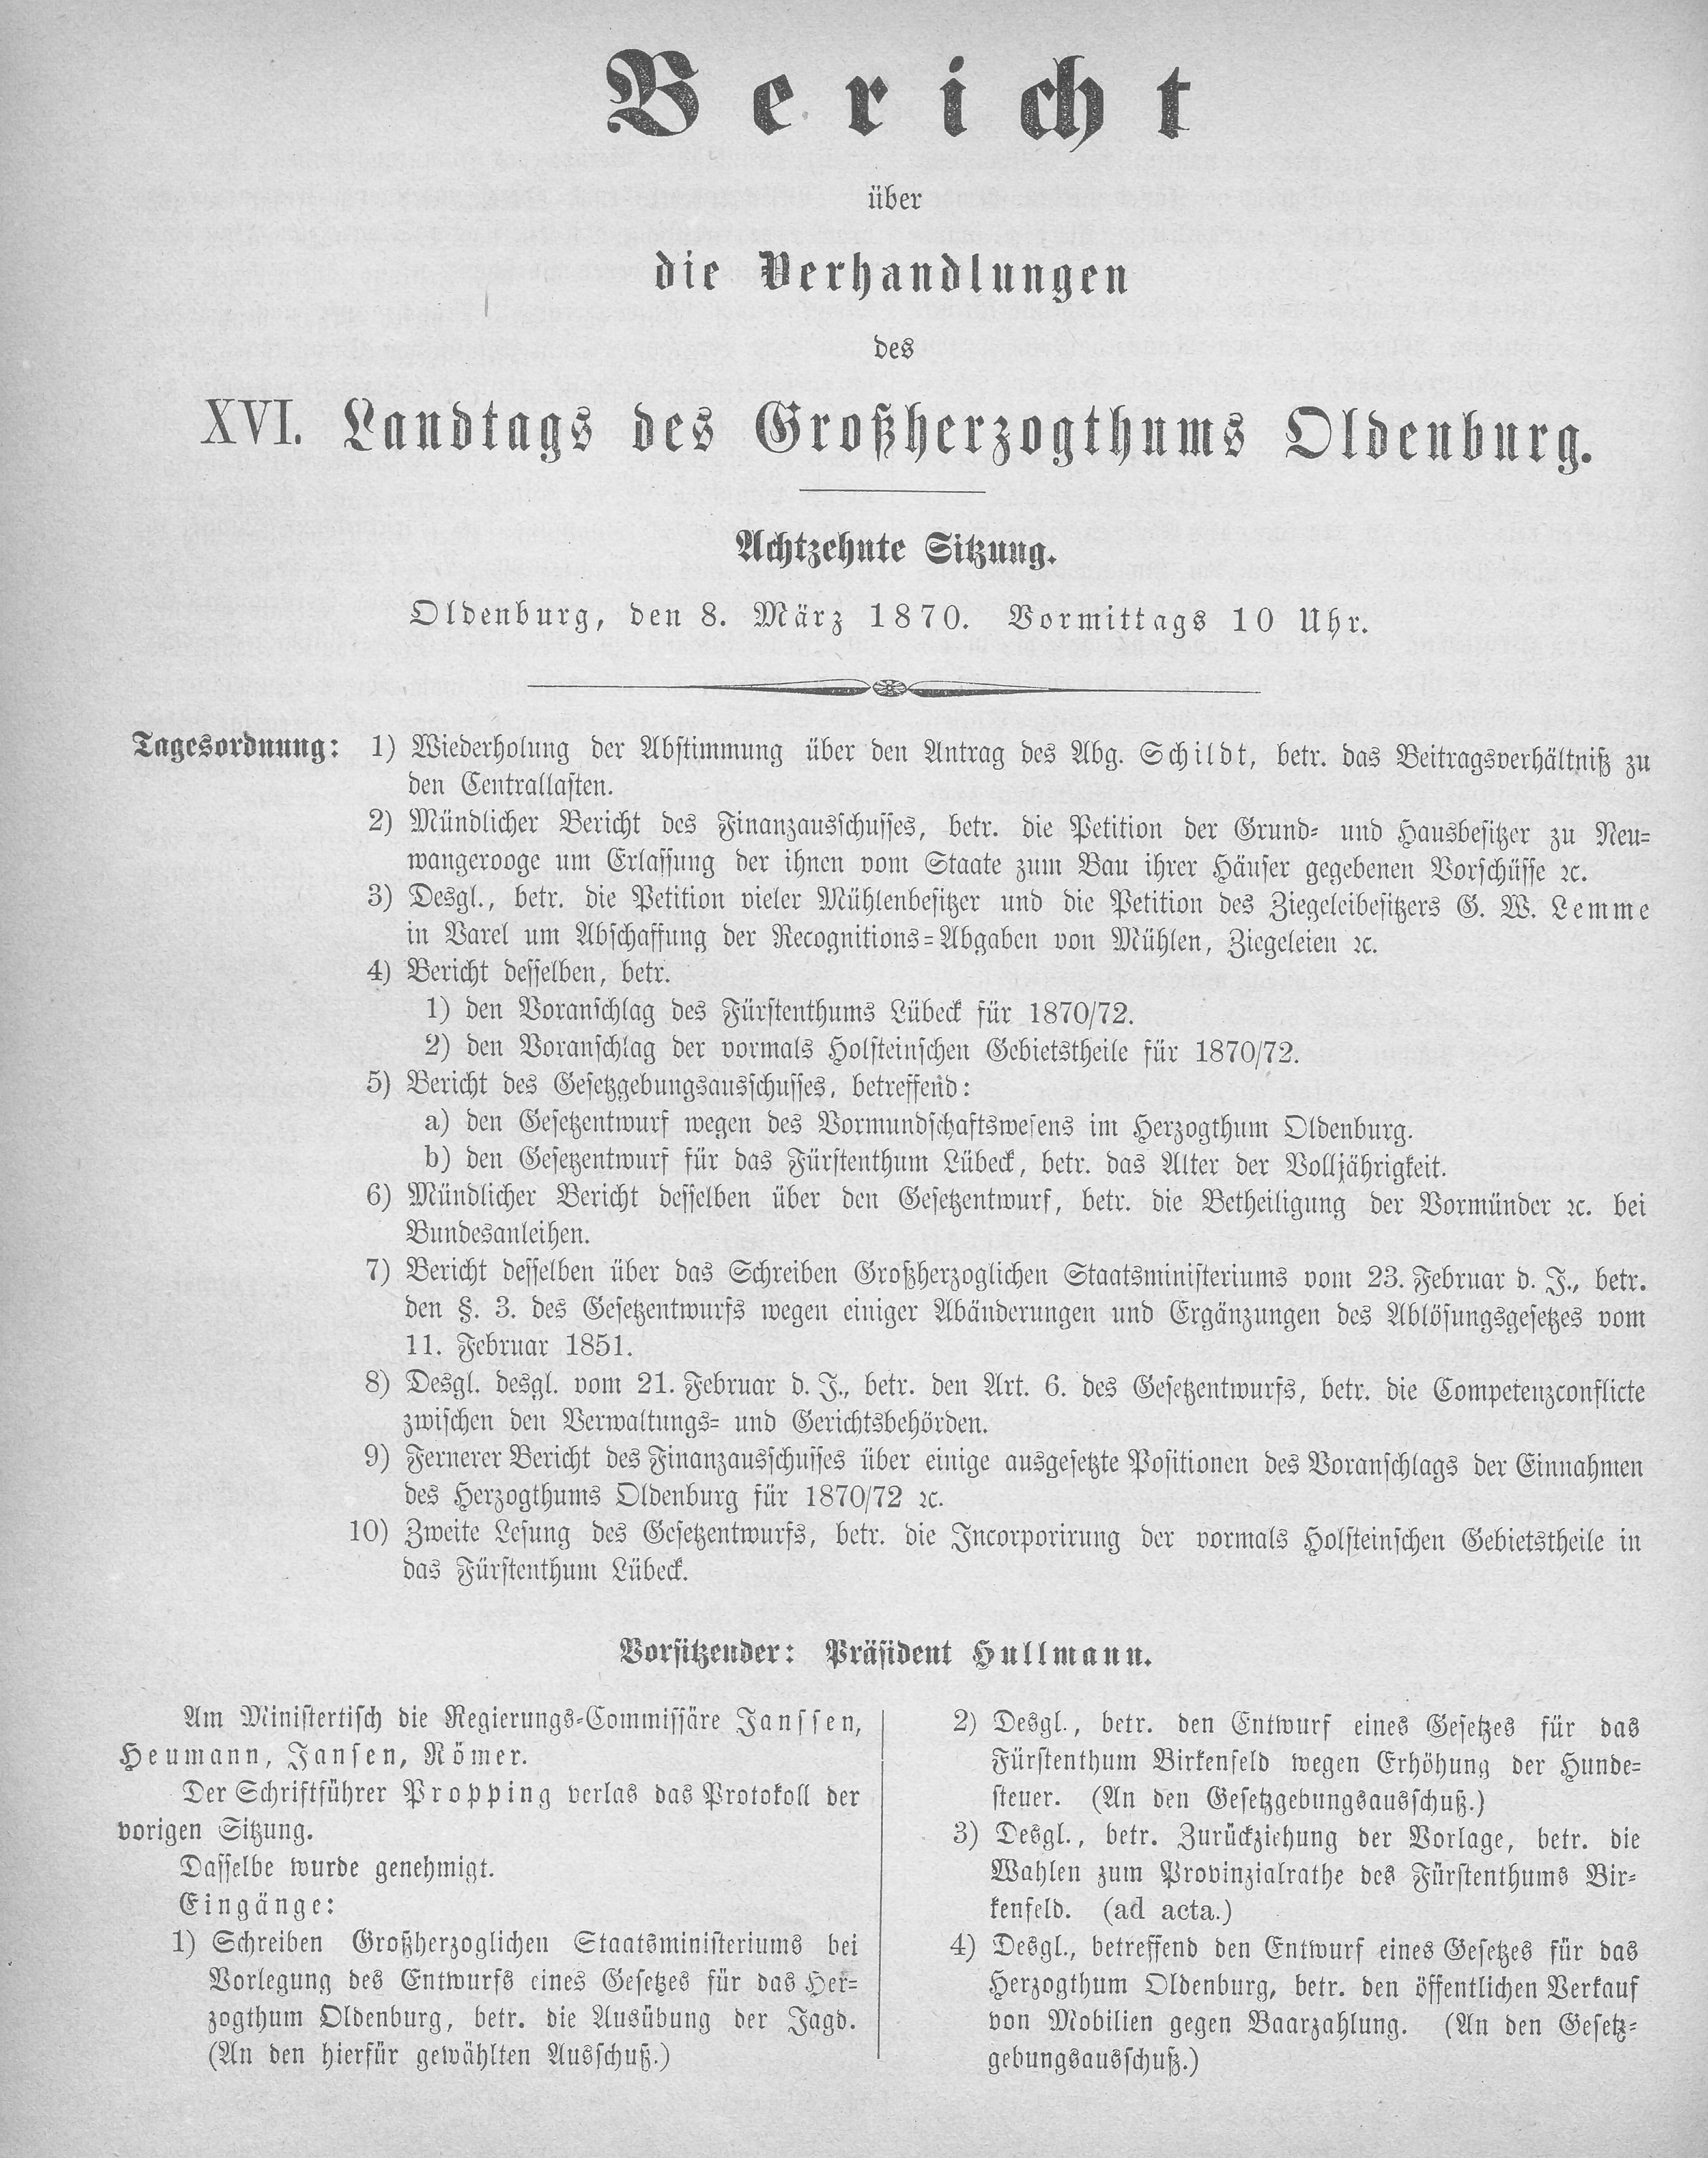 Bericht
über
die Verhandlungen
des
XVI. Landtags des Großherzogthums Oldenburg.
Achtzehnte Sitzung.
Oldenburg, den 8. März 1870. Vormittags 10 Uhr.
Tagesordnung: 1) Wiederholung der Abstimmung über den Antrag des Abg. Schildt, betr. das Beitragsverhältniß zu
den Centrallasten.
2) Mündlicher Bericht des Finanzausschusses, betr. die Petition der Grund- und Hausbesitzer zu Neu-
wangerooge um Erlassung der ihnen vom Staate zum Bau ihrer Häuser gegebenen Vorschüsse ꝛc.
3) Desgl., betr. die Petition vieler Mühlenbesitzer und die Petition des Ziegeleibesitzers G. W. Lemme
in Varel um Abschaffung der Recognitions-Abgaben von Mühlen, Ziegeleien ꝛc.
4) Bericht desselben, betr.
1) den Voranschlag des Fürstenthums Lübeck für 1870/72.
2) den Voranschlag der vormals Holsteinschen Gebietstheile für 1870/72.
5) Bericht des Gesetzgebungsausschusses, betreffend:
a) den Gesetzentwurf wegen des Vormundschaftswesens im Herzogthum Oldenburg.
b) den Gesetzentwurf für das Fürstenthum Lübeck, betr. das Alter der Volljährigkeit.
6) Mündlicher Bericht desselben über den Gesetzentwurf, betr. die Betheiligung der Vormünder ꝛc. bei
Bundesanleihen.
7) Bericht desselben über das Schreiben Großherzoglichen Staatsministeriums vom 23. Februar d. J., betr.
den §. 3. des Gesetzentwurfs wegen einiger Abänderungen und Ergänzungen des Ablösungsgesetzes vom
11. Februar 1851.
8) Desgl. desgl. vom 21. Februar d. J., betr. den Art. 6. des Gesetzentwurfs, betr. die Competenzconflicte
zwischen den Verwaltungs- und Gerichtsbehörden.
9) Fernerer Bericht des Finanzausschusses über einige ausgesetzte Positionen des Voranschlags der Einnahmen
des Herzogthums Oldenburg für 1870/72 ꝛc.
10) Zweite Lesung des Gesetzentwurfs, betr. die Incorporirung der vormals Holsteinschen Gebietstheile in
das Fürstenthum Lübeck.
Vorsitzender: Präsident Hullmann.
Am Ministertisch die Regierungs-Commissäre Janssen,
Heumann, Jansen, Römer.
Der Schriftführer Propping verlas das Protokoll der
vorigen Sitzung.
Dasselbe wurde genehmigt.
Eingänge:
1) Schreiben Großherzoglichen Staatsministeriums bei
Vorlegung des Entwurfs eines Gesetzes für das Her-
zogthum Oldenburg, betr. die Ausübung der Jagd.
(An den hierfür gewählten Ausschuß.)
2) Desgl., betr. den Entwurf eines Gesetzes für das
Fürstenthum Birkenfeld wegen Erhöhung der Hunde-
steuer. (An den Gesetzgebungsausschuß.)
3) Desgl., betr. Zurückziehung der Vorlage, betr. die
Wahlen zum Provinzialrathe des Fürstenthums Bir-
kenfeld. (ad acta.)
4) Desgl., betreffend den Entwurf eines Gesetzes für das
Herzogthum Oldenburg, betr. den öffentlichen Verkauf
von Mobilien gegen Baarzahlung. (An den Gesetz-
gebungsausschuß.)